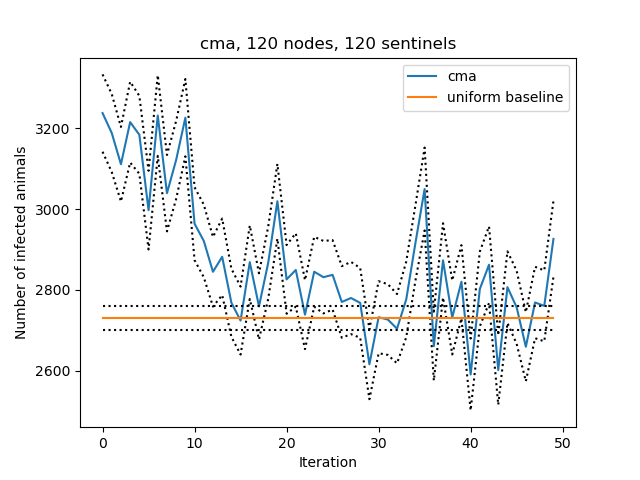 cma, 120 nodes, 120 sentinels
cma
uniform baseline
Number of infected animals
3200
3000
2800
2600
0 10 20 30 40 50
Iteration